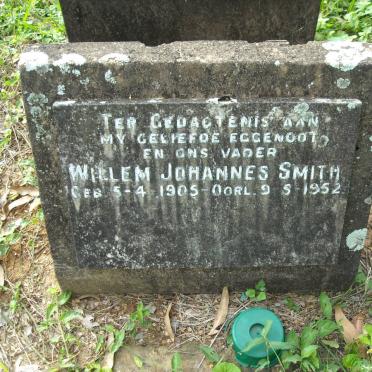 TER GEDAGTENIS AAN
MY GELIEFDE EGGENOOT
EN ONS VADER
WILLEM JOHANNES SMITH
GEB. 5-4-1905 - OORL. 9-5-1952